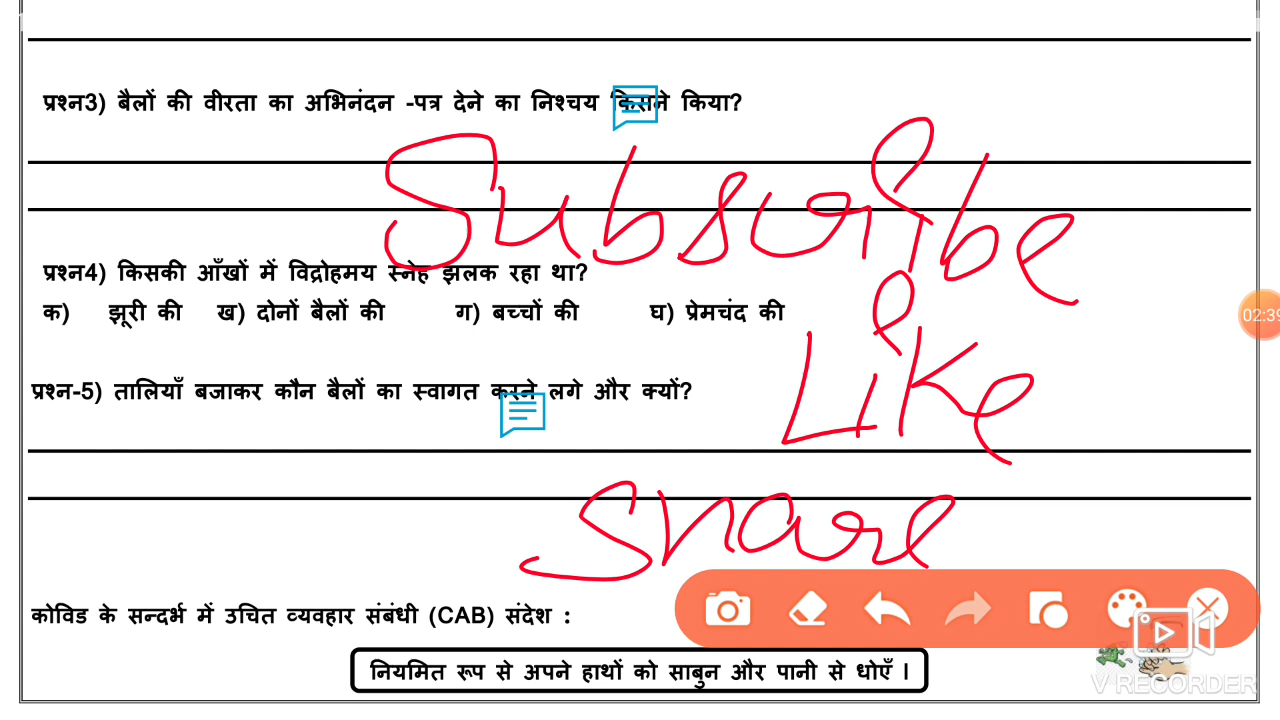 प्रश्न3) बैलों की वीरता का अभिनंदन -पत्र देने का निश्चय किसने किया?
Subscribe
प्रश्न4) किसकी आँखों में विद्रोहमय स्नेह झलक रहा था?
क) झूरी की ख) दोनों बैलों की ग) बच्चों की घ) प्रेमचंद की
Like
प्रश्न-5) तालियाँ बजाकर कौन बैलों का स्वागत करने लगे और क्यों?
Share
कोविड के सन्दर्भ में उचित व्यवहार संबंधी (CAB) संदेश :
नियमित रूप से अपने हाथों को साबुन और पानी से धोएँ ।
02:39
V RECORDER